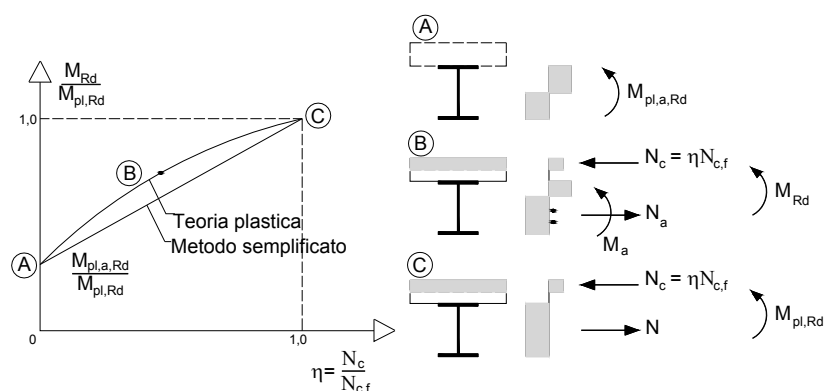 M_Rd
M_pl,Rd
1,0
C
B
Teoria plastica
Metodo semplificato
A
M_pl,a,Rd
M_pl,Rd
0
1,0
η= N_c
N_c,f
A
M_pl,a,Rd
B
N_c = ηN_c,f
M_Rd
N_a
M_a
C
N_c = ηN_c,f
M_pl,Rd
N